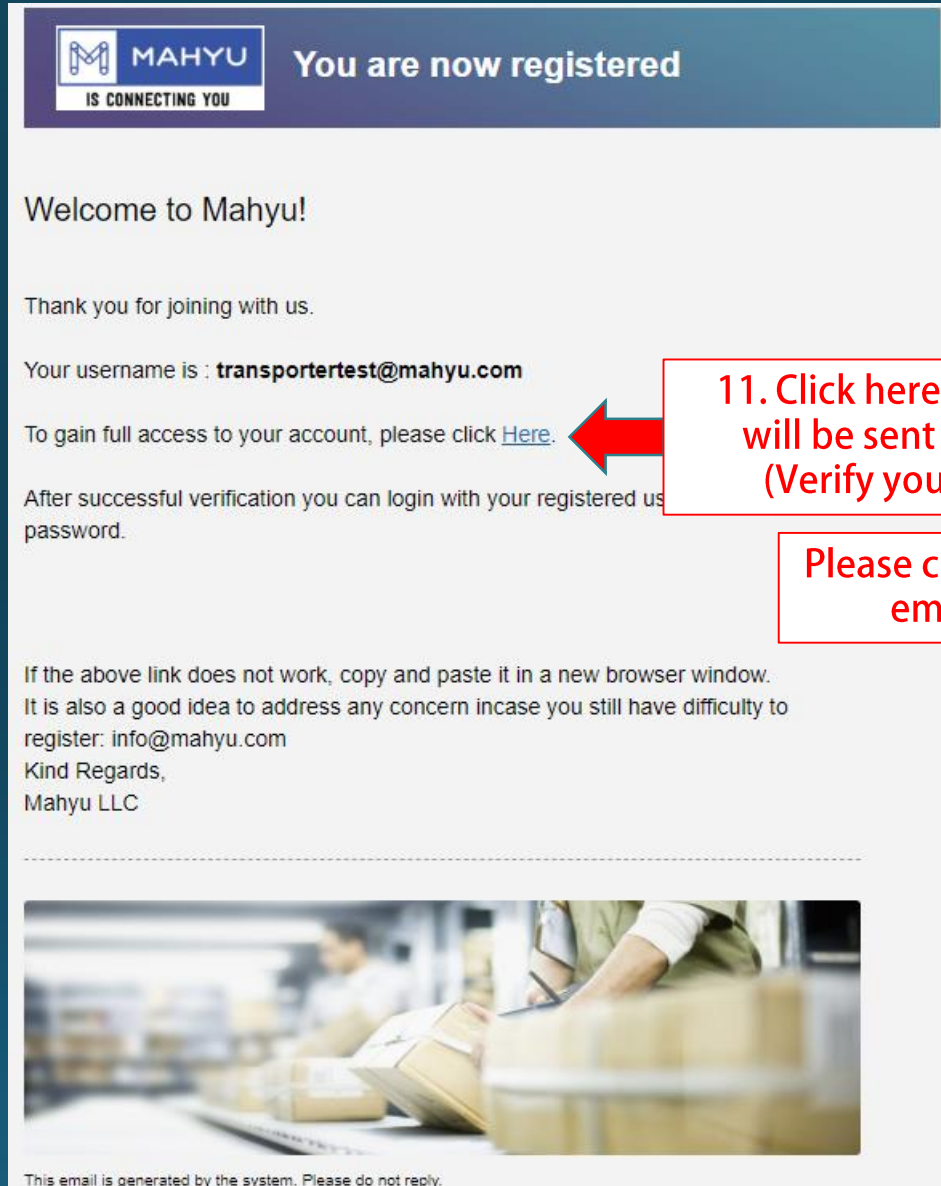 MAHYU
IS CONNECTING YOU
You are now registered
Welcome to Mahyu!
Thank you for joining with us.
Your username is : transportertest@mahyu.com
To gain full access to your account, please click Here.
11. Click here
will be sent
(Verify you
After successful verification you can login with your registered
password.
Please
If the above link does not work, copy and paste it in a new browser window.
It is also a good idea to address any concern incase you still have difficulty to
register: info@mahyu.com
Kind Regards,
Mahyu LLC
This email is generated by the system. Please do not reply.